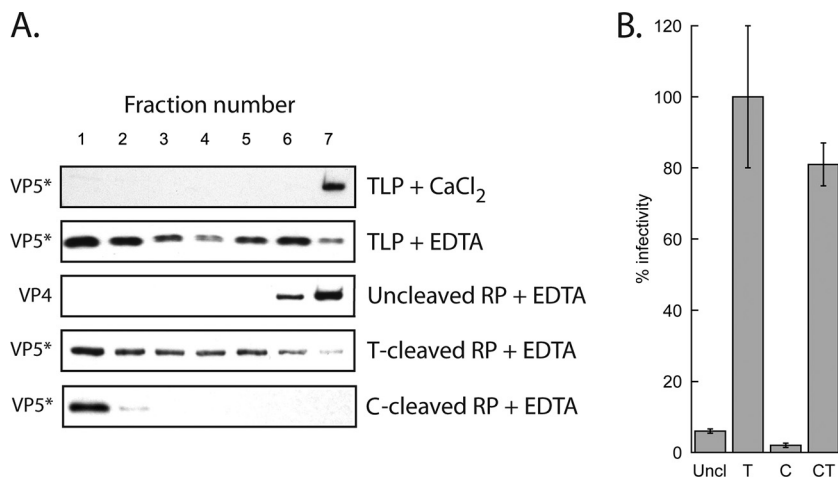 A.
Fraction number
1 2 3 4 5 6 7
VP5* TLP + CaCl2
VP5* TLP + EDTA
VP4 Uncleaved RP + EDTA
VP5* T-cleaved RP + EDTA
VP5* C-cleaved RP + EDTA
B.
120
100
80
60
40
20
0
% infectivity
Uncl T C CT